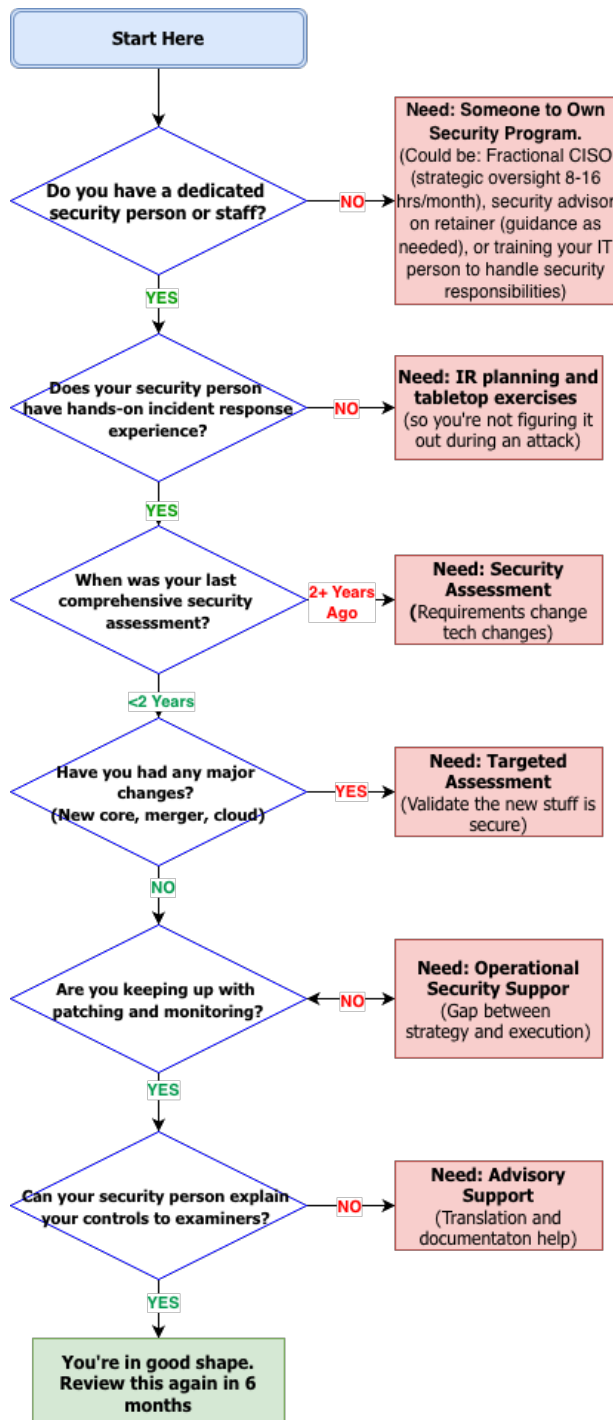 Start Here
Do you have a dedicated
security person or staff?
NO
Need: Someone to Own
Security Program.
(Could be: Fractional CISO
(strategic oversight 8-16
hrs/month), security advisor
on retainer (guidance as
needed), or training your IT
person to handle security
responsibilities)
YES
Does your security person
have hands-on incident response
experience?
NO
Need: IR planning and
tabletop exercises
(so you're not figuring it
out during an attack)
YES
When was your last
comprehensive security
assessment?
2+ Years
Ago
Need: Security
Assessment
(Requirements change
tech changes)
<2 Years
Have you had any major
changes?
(New core, merger, cloud)
YES
Need: Targeted
Assessment
(Validate the new stuff is
secure)
NO
Are you keeping up with
patching and monitoring?
NO
Need: Operational
Security Suppor
(Gap between
strategy and execution)
YES
Can your security person explain
your controls to examiners?
NO
Need: Advisory
Support
(Translation and
documentaton help)
YES
You're in good shape.
Review this again in 6
months